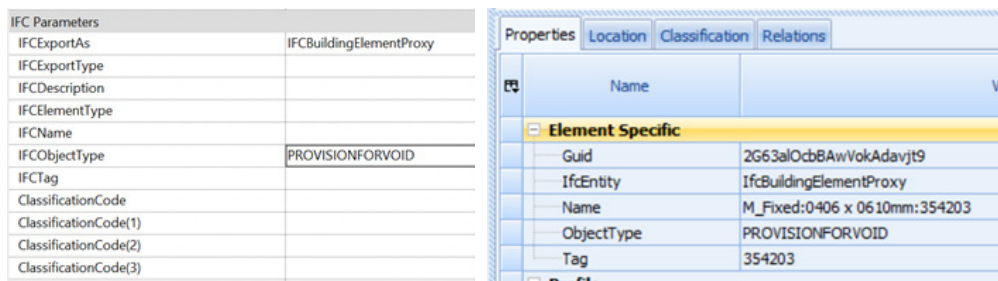 IFC Parameters
IFCExportAs IFCBuildingElementProxy
IFCExportType
IFCDescription
IFCElementType
IFCName
IFCObjectType PROVISIONFORVOID
IFCTag
ClassificationCode
ClassificationCode(1)
ClassificationCode(2)
ClassificationCode(3)
Properties Location Classification Relations
Name
Element Specific
Guid 2G63alOcbBAwVokAdavjt9
IfcEntity IfcBuildingElementProxy
Name M_Fixed:0406 x 0610mm:354203
ObjectType PROVISIONFORVOID
Tag 354203